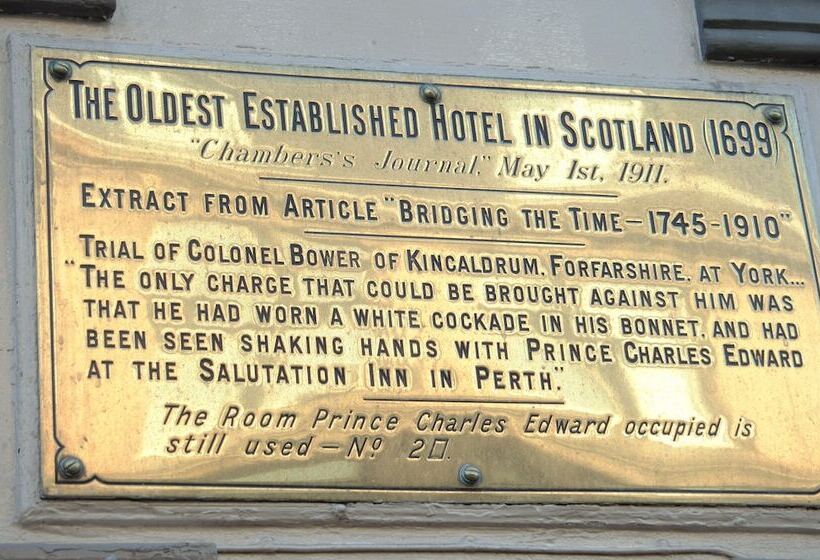 THE OLDEST ESTABLISHED HOTEL IN SCOTLAND (1699)
"Chambers's Journal," May 1st, 1911.
EXTRACT FROM ARTICLE "BRIDGING THE TIME – 1745-1910"
TRIAL OF COLONEL BOWER OF KINCALDRUM, FORFARSHIRE, AT YORK...
"THE ONLY CHARGE THAT COULD BE BROUGHT AGAINST HIM WAS
THAT HE HAD WORN A WHITE COCKADE IN HIS BONNET, AND HAD
BEEN SEEN SHAKING HANDS WITH PRINCE CHARLES EDWARD
AT THE SALUTATION INN IN PERTH."
The Room Prince Charles Edward occupied is
still used – No.